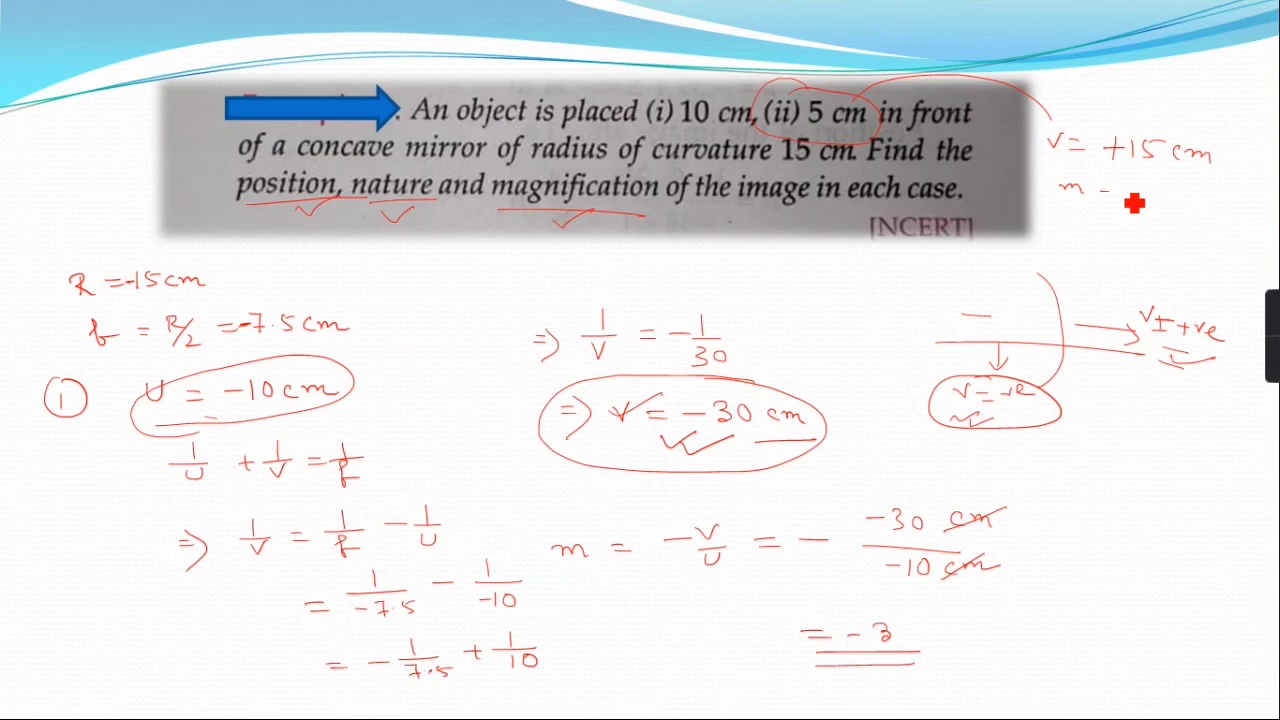 An object is placed (i) 10 cm, (ii) 5 cm in front
of a concave mirror of radius of curvature 15 cm. Find the
position, nature and magnification of the image in each case.
[NCERT]
v = +15 cm
m -
R = -15 cm
f = R/2 = -7.5 cm
① u = -10 cm
1/u + 1/v = 1/f
⇒ 1/v = 1/f - 1/u
= 1/-7.5 - 1/-10
= - 1/7.5 + 1/10
⇒ 1/v = - 1/30
⇒ v = -30 cm
m = - v/u = - -30 cm/-10 cm
= -3
v = +ve
v = -ve